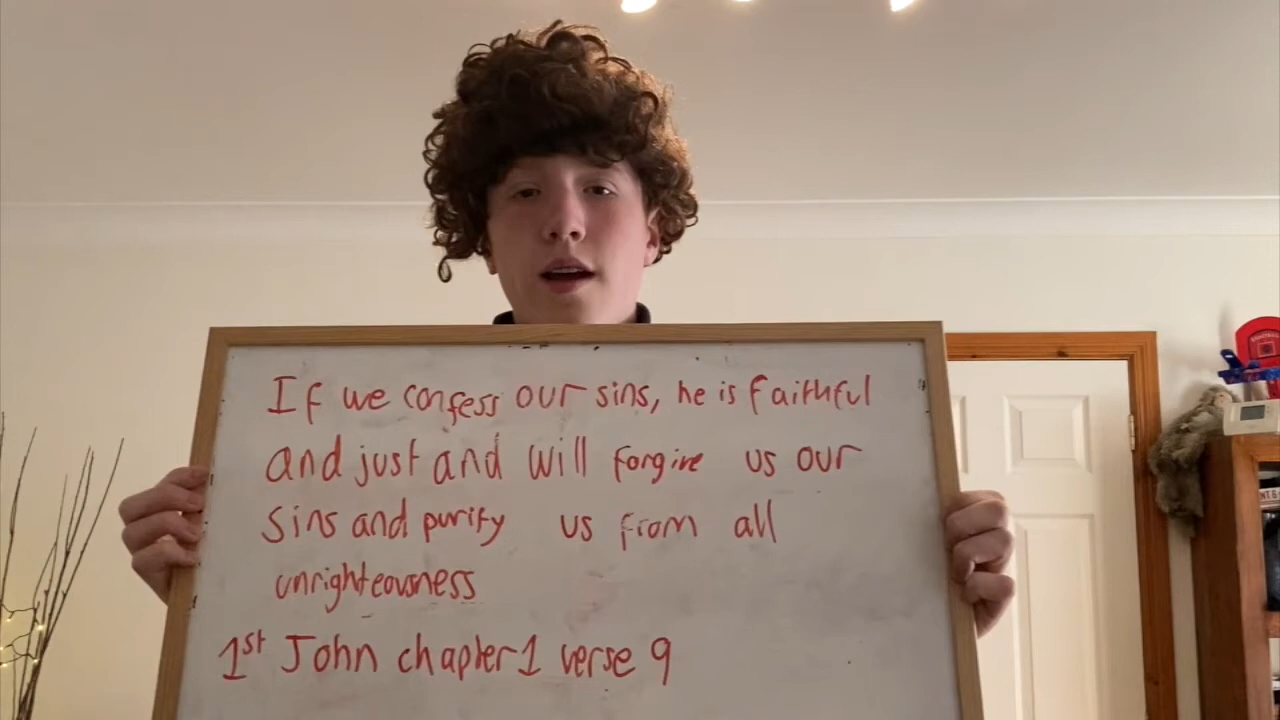 If we confess our sins, he is faithful
and just and will forgive us our
sins and purify us from all
unrighteousness
1st John chapter 1 verse 9